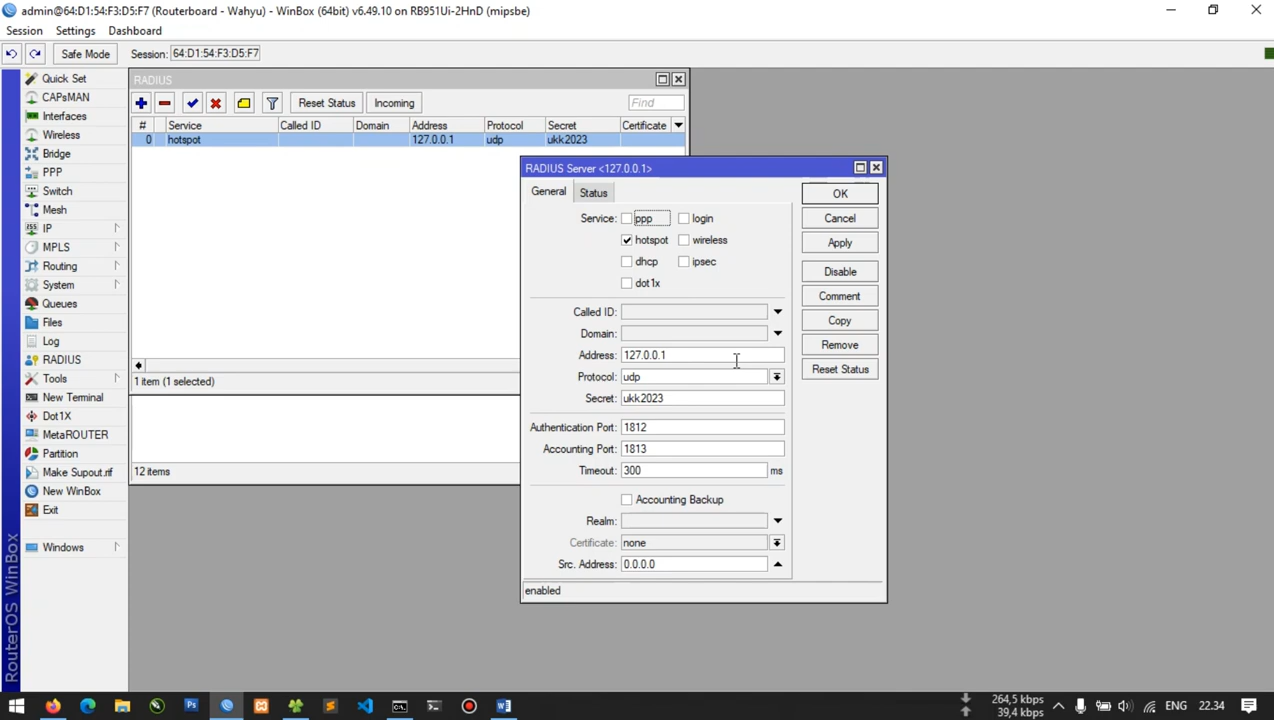 admin@64:D1:54:F3:D5:F7 (Routerboard - Wahyu) - WinBox (64bit) v6.49.10 on RB951Ui-2HnD (mipsbe)
Session Settings Dashboard
Safe Mode Session: 64:D1:54:F3:D5:F7
Quick Set
CAPsMAN
Interfaces
Wireless
Bridge
PPP
Switch
Mesh
IP
MPLS
Routing
System
Queues
Files
Log
RADIUS
Tools
New Terminal
Dot1X
MetaROUTER
Partition
Make Supout.rif
New WinBox
Exit
Windows
RouterOS WinBox
RADIUS
Reset Status Incoming Find
# Service Called ID Domain Address Protocol Secret Certificate
0 hotspot 127.0.0.1 udp ukk2023
1 item (1 selected)
12 items
RADIUS Server <127.0.0.1>
General Status
Service: ppp login
hotspot wireless
dhcp ipsec
dot1x
Called ID:
Domain:
Address: 127.0.0.1
Protocol: udp
Secret: ukk2023
Authentication Port: 1812
Accounting Port: 1813
Timeout: 300 ms
Accounting Backup
Realm:
Certificate: none
Src. Address: 0.0.0.0
enabled
OK
Cancel
Apply
Disable
Comment
Copy
Remove
Reset Status
264,5 kbps
39,4 kbps
ENG 22.34